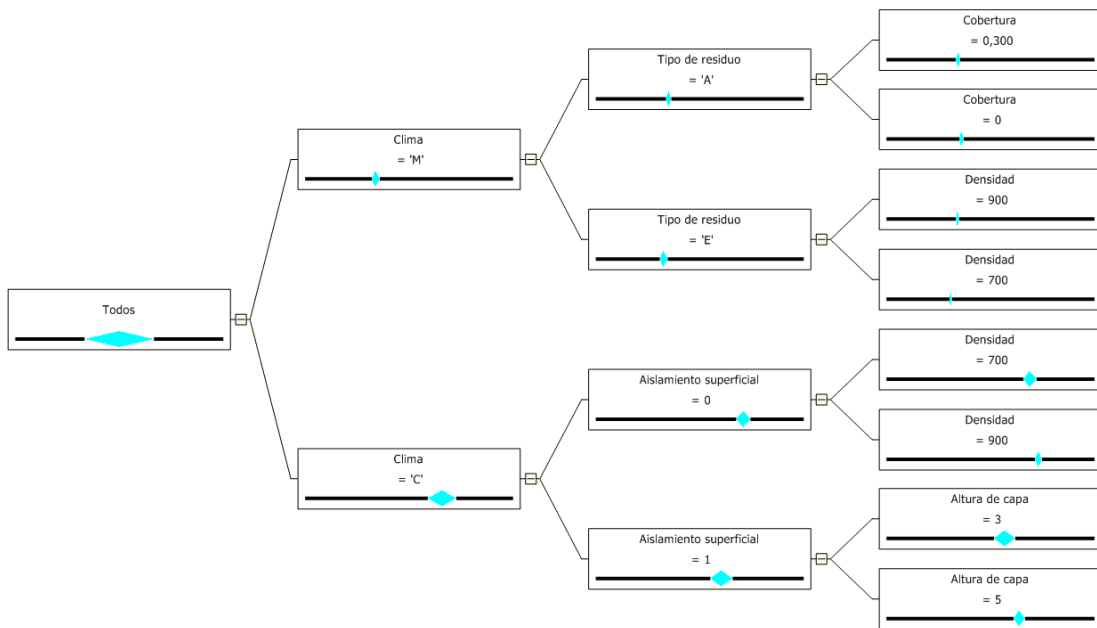 Todos
Clima
= 'M'
Clima
= 'C'
Tipo de residuo
= 'A'
Tipo de residuo
= 'E'
Aislamiento superficial
= 0
Aislamiento superficial
= 1
Cobertura
= 0,300
Cobertura
= 0
Densidad
= 900
Densidad
= 700
Densidad
= 700
Densidad
= 900
Altura de capa
= 3
Altura de capa
= 5